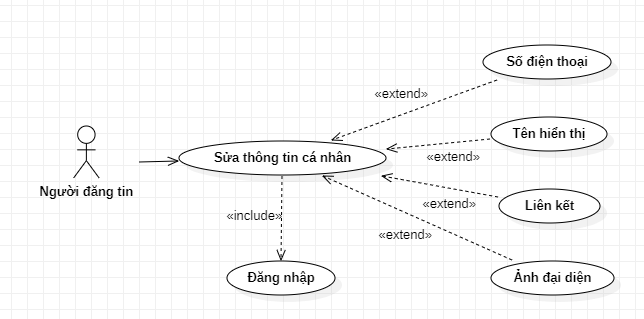 Số điện thoại
«extend»
Tên hiển thị
«extend»
Sửa thông tin cá nhân
Người đăng tin
Liên kết
«extend»
«include»
«extend»
Đăng nhập
Ảnh đại diện